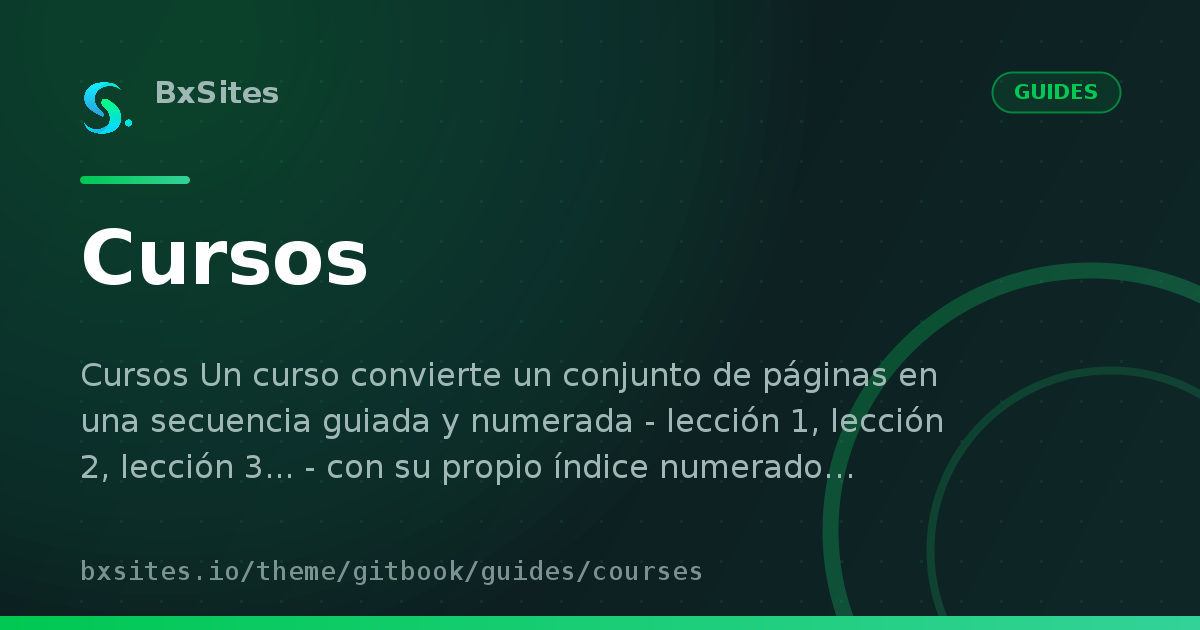 BxSites
GUIDES
Cursos
Cursos Un curso convierte un conjunto de páginas en
una secuencia guiada y numerada - lección 1, lección
2, lección 3... - con su propio índice numerado…
bxsites.io/theme/gitbook/guides/courses